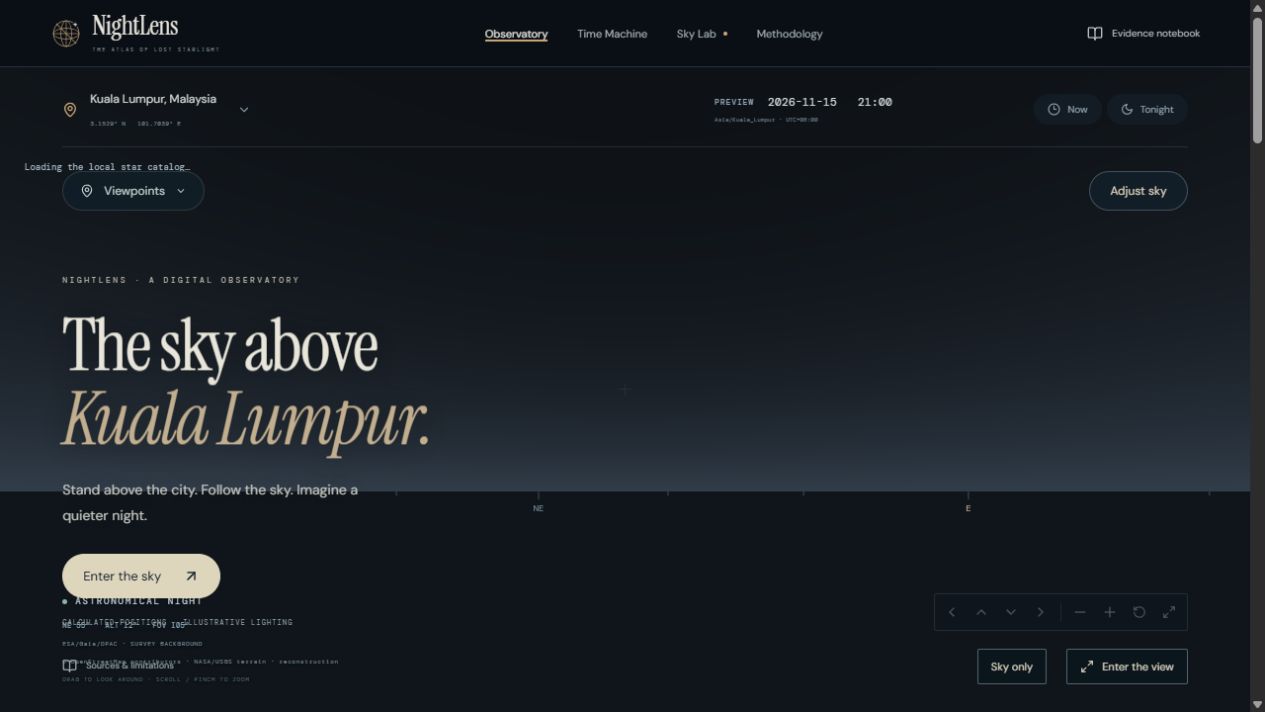 NightLens
THE ATLAS OF LOST STARLIGHT
Observatory
Time Machine
Sky Lab
Methodology
Evidence notebook
Kuala Lumpur, Malaysia
PREVIEW 2026-11-15 21:00
Asia/Kuala_Lumpur · UTC+08:00
Now
Tonight
Loading the local star catalog…
Viewpoints
Adjust sky
NIGHTLENS · A DIGITAL OBSERVATORY
The sky above
Kuala Lumpur.
Stand above the city. Follow the sky. Imagine a
quieter night.
NE
E
Enter the sky
ASTRONOMICAL NIGHT
CALCULATED POSITIONS · ILLUSTRATIVE LIGHTING
ESA/Gaia/DPAC · SURVEY BACKGROUND
contributors · NASA/USGS terrain · reconstruction
Sources & limitations
DRAG TO LOOK AROUND · SCROLL / PINCH TO ZOOM
Sky only
Enter the view